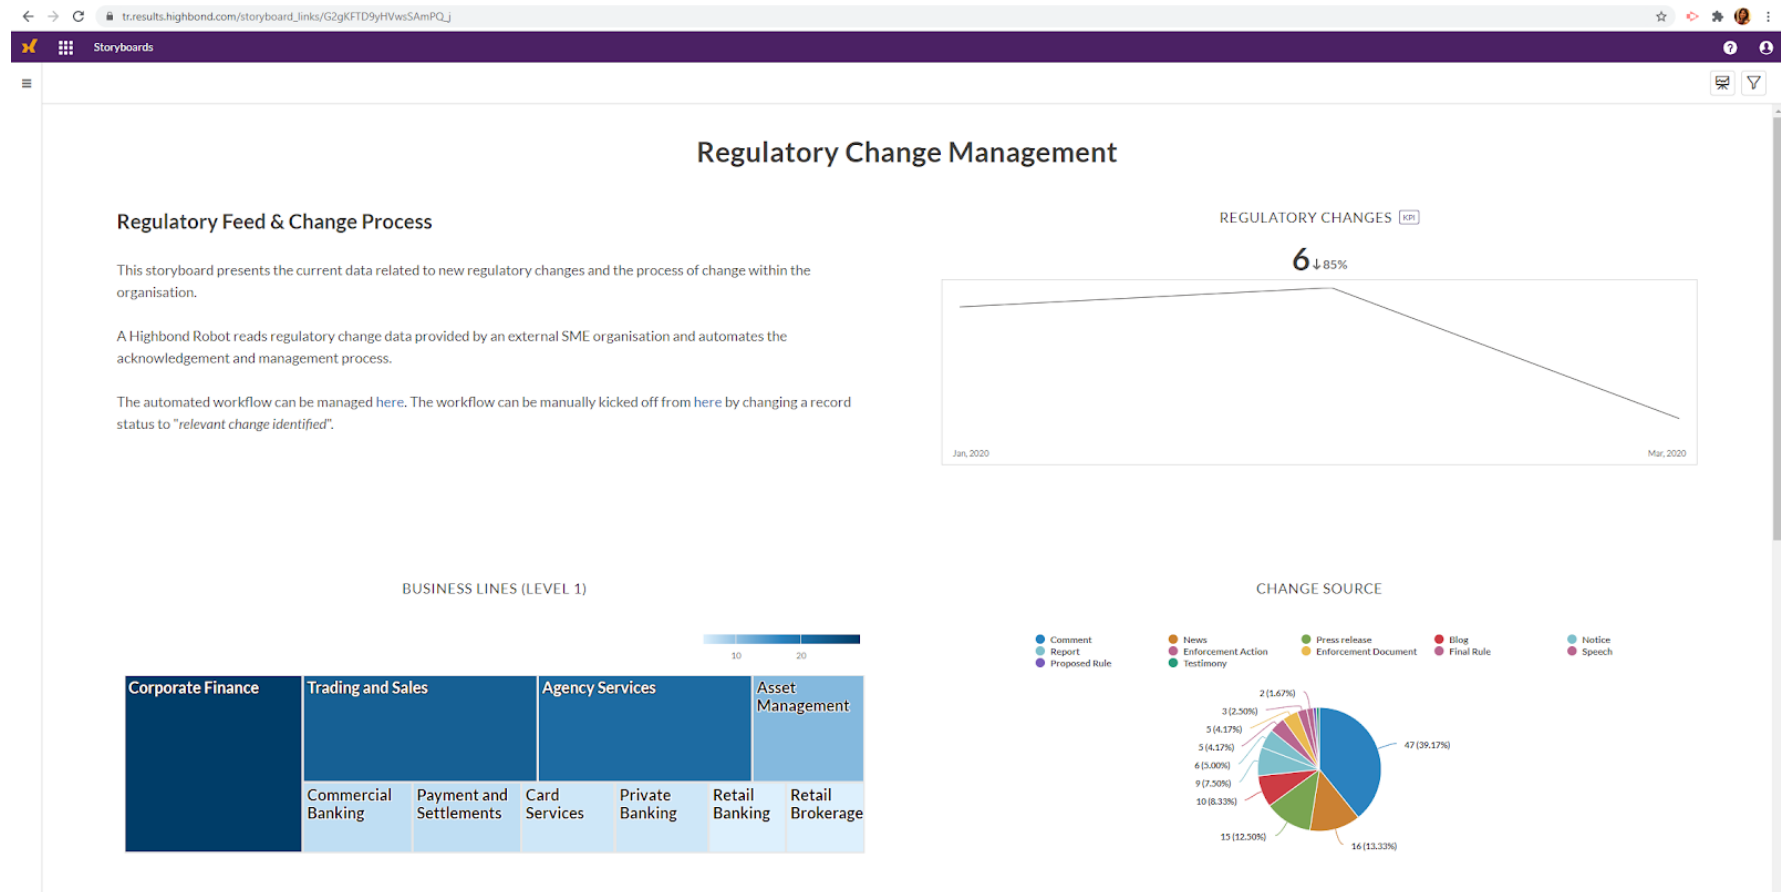 tr.results.highbond.com/storyboard_links/G2gKFTD9yHVwsSAmPQ_j
Storyboards
Regulatory Change Management
Regulatory Feed & Change Process
This storyboard presents the current data related to new regulatory changes and the process of change within the
organisation.
A Highbond Robot reads regulatory change data provided by an external SME organisation and automates the
acknowledgement and management process.
The automated workflow can be managed here. The workflow can be manually kicked off from here by changing a record
status to "relevant change identified".
REGULATORY CHANGES KPI
6↓85%
Jan, 2020
Mar, 2020
BUSINESS LINES (LEVEL 1)
10 20
Corporate Finance
Trading and Sales
Agency Services
Asset
Management
Commercial
Banking
Payment and
Settlements
Card
Services
Private
Banking
Retail
Banking
Retail
Brokerage
CHANGE SOURCE
Comment News Press release Blog Notice
Report Enforcement Action Enforcement Document Final Rule Speech
Proposed Rule Testimony
2 (1.67%)
3 (2.50%)
5 (4.17%)
5 (4.17%)
6 (5.00%)
9 (7.50%)
10 (8.33%)
15 (12.50%)
16 (13.33%)
47 (39.17%)